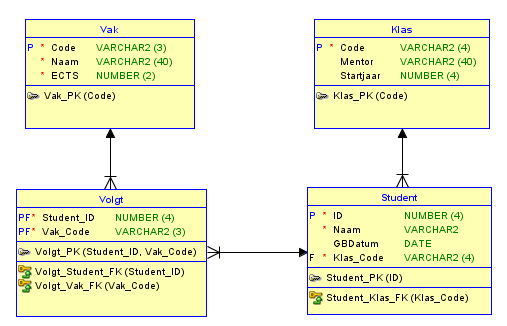 Vak
P * Code VARCHAR2 (3)
* Naam VARCHAR2 (40)
* ECTS NUMBER (2)
Vak_PK (Code)
Klas
P * Code VARCHAR2 (4)
Mentor VARCHAR2 (40)
Startjaar NUMBER (4)
Klas_PK (Code)
Volgt
PF* Student_ID NUMBER (4)
PF* Vak_Code VARCHAR2 (3)
Volgt_PK (Student_ID, Vak_Code)
Volgt_Student_FK (Student_ID)
Volgt_Vak_FK (Vak_Code)
Student
P * ID NUMBER (4)
* Naam VARCHAR2
GBDatum DATE
F * Klas_Code VARCHAR2 (4)
Student_PK (ID)
Student_Klas_FK (Klas_Code)